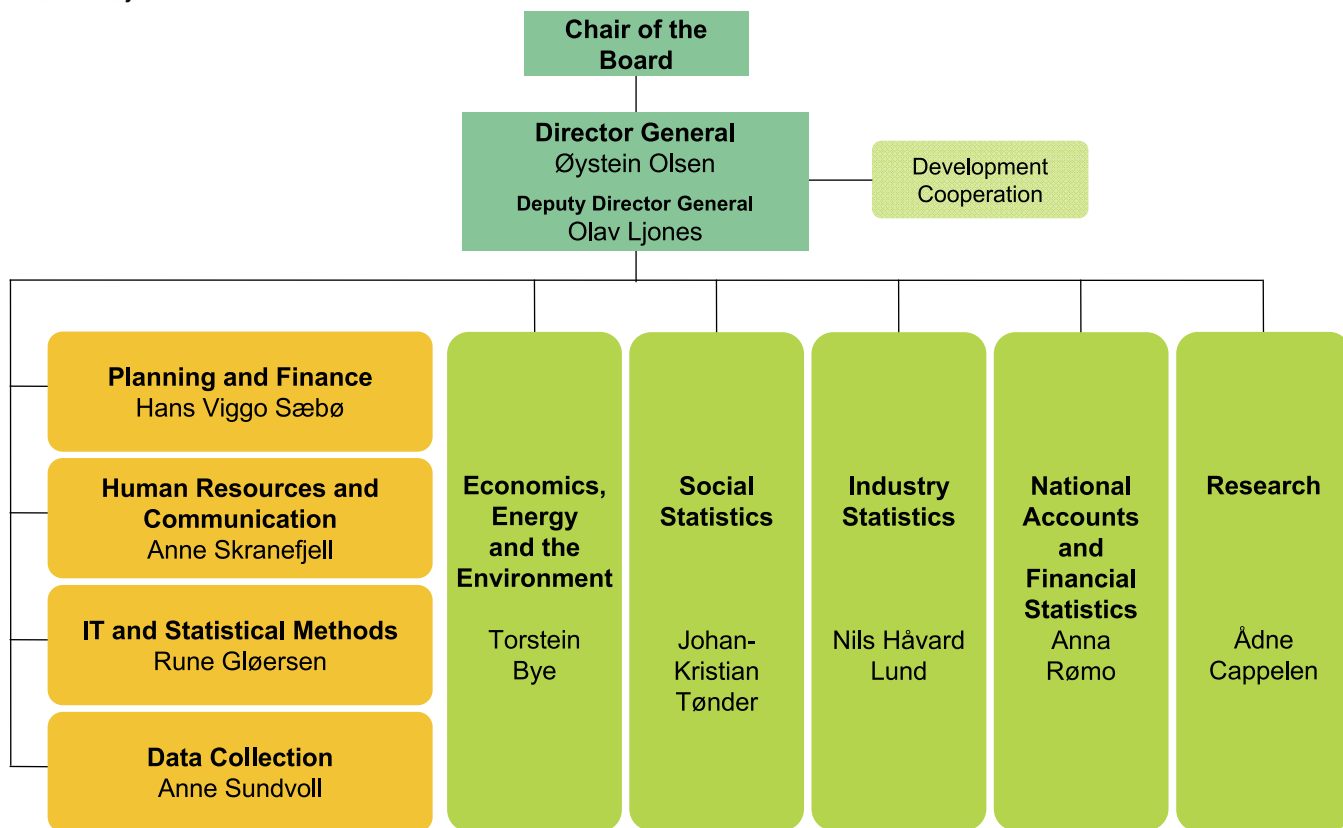 Chair of the
Board
Director General
Øystein Olsen
Deputy Director General
Olav Ljones
Development
Cooperation
Planning and Finance
Hans Viggo Sæbø
Human Resources and
Communication
Anne Skranefjell
IT and Statistical Methods
Rune Gløersen
Data Collection
Anne Sundvoll
Economics,
Energy
and the
Environment
Torstein
Bye
Social
Statistics
Johan-
Kristian
Tønder
Industry
Statistics
Nils Håvard
Lund
National
Accounts
and
Financial
Statistics
Anna
Rømo
Research
Ådne
Cappelen